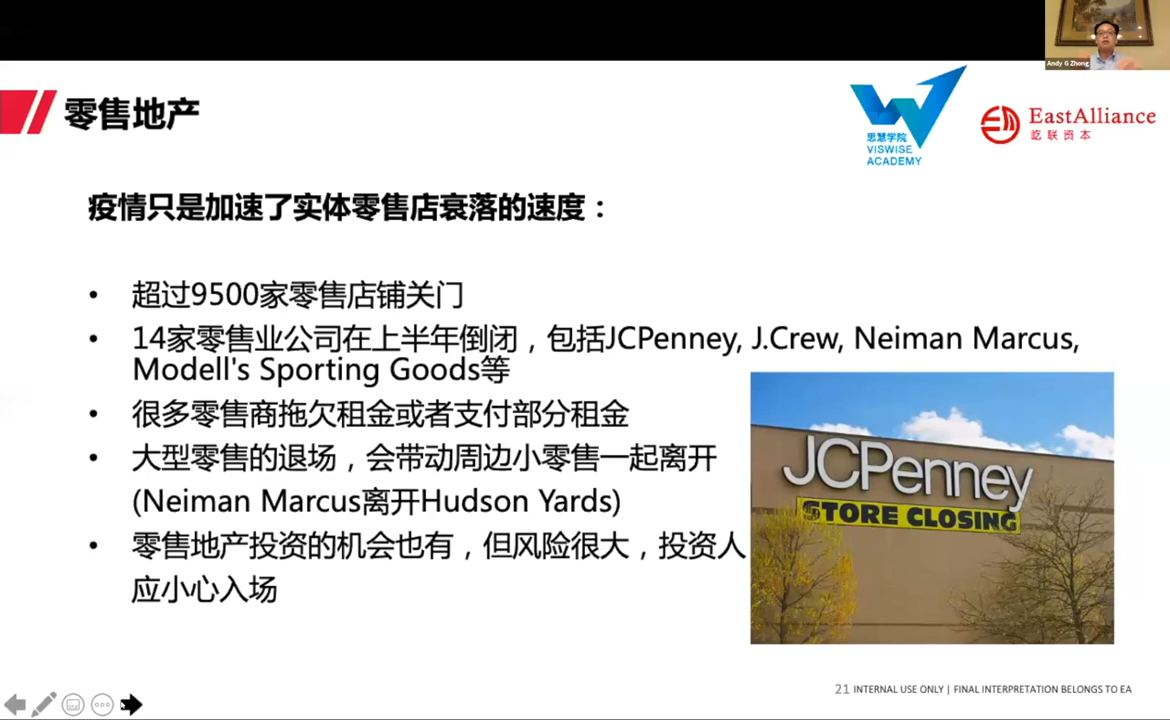 Andy G Zhong
零售地产
思慧学院
VISWISE
ACADEMY
EastAlliance
屹联资本
疫情只是加速了实体零售店衰落的速度：
• 超过9500家零售店铺关门
• 14家零售业公司在上半年倒闭，包括JCPenney, J.Crew, Neiman Marcus,
Modell's Sporting Goods等
• 很多零售商拖欠租金或者支付部分租金
• 大型零售的退场，会带动周边小零售一起离开
(Neiman Marcus离开Hudson Yards)
• 零售地产投资的机会也有，但风险很大，投资人
应小心入场
JCPenney
STORE CLOSING
21 INTERNAL USE ONLY | FINAL INTERPRETATION BELONGS TO EA